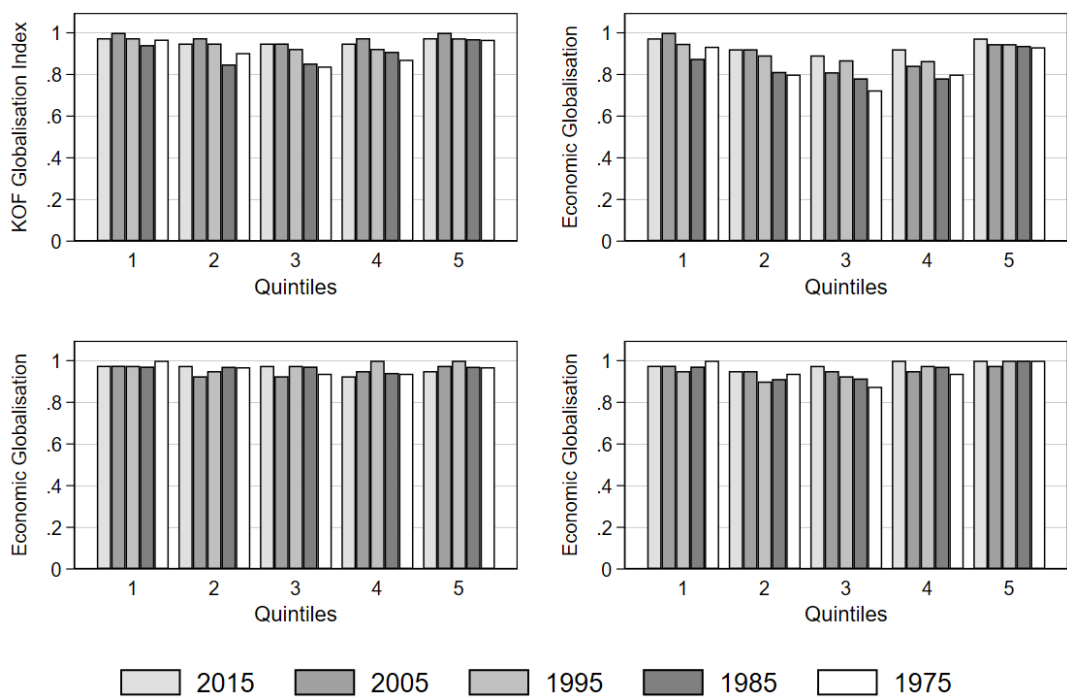 KOF Globalisation Index
1
.8
.6
.4
.2
0
1 2 3 4 5
Quintiles
Economic Globalisation
1
.8
.6
.4
.2
0
1 2 3 4 5
Quintiles
Economic Globalisation
1
.8
.6
.4
.2
0
1 2 3 4 5
Quintiles
Economic Globalisation
1
.8
.6
.4
.2
0
1 2 3 4 5
Quintiles
2015 2005 1995 1985 1975